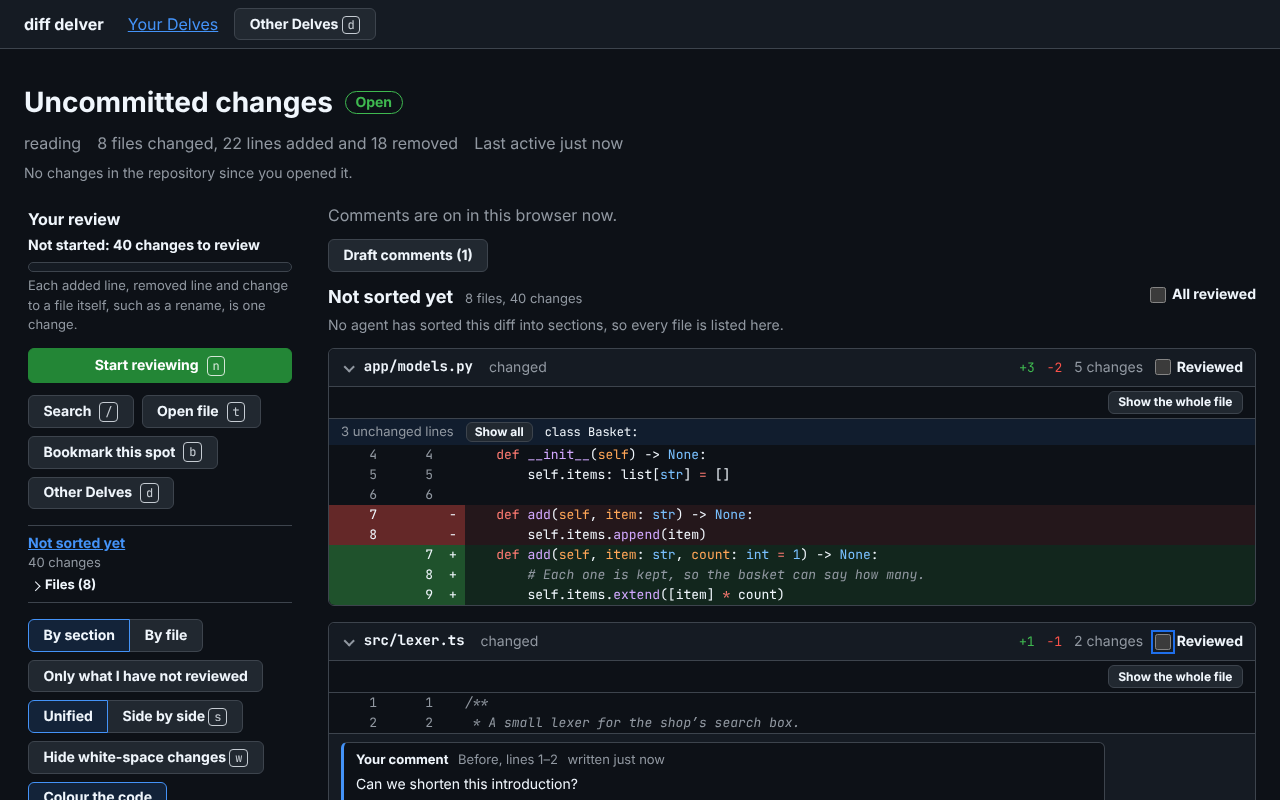 diff delver Your Delves Other Delves d
Uncommitted changes Open
reading 8 files changed, 22 lines added and 18 removed Last active just now
No changes in the repository since you opened it.
Your review
Not started: 40 changes to review
Each added line, removed line and change
to a file itself, such as a rename, is one
change.
Start reviewing n
Search / Open file t
Bookmark this spot b
Other Delves d
Not sorted yet
40 changes
Files (8)
By section By file
Only what I have not reviewed
Unified Side by side s
Hide white-space changes w
Colour the code
Comments are on in this browser now.
Draft comments (1)
Not sorted yet 8 files, 40 changes All reviewed
No agent has sorted this diff into sections, so every file is listed here.
app/models.py changed +3 -2 5 changes Reviewed
Show the whole file
3 unchanged lines Show all class Basket:
4 4 def __init__(self) -> None:
5 5 self.items: list[str] = []
6 6
7 - def add(self, item: str) -> None:
8 - self.items.append(item)
7 + def add(self, item: str, count: int = 1) -> None:
8 + # Each one is kept, so the basket can say how many.
9 + self.items.extend([item] * count)
src/lexer.ts changed +1 -1 2 changes Reviewed
Show the whole file
1 1 /**
2 2 * A small lexer for the shop’s search box.
Your comment Before, lines 1–2 written just now
Can we shorten this introduction?